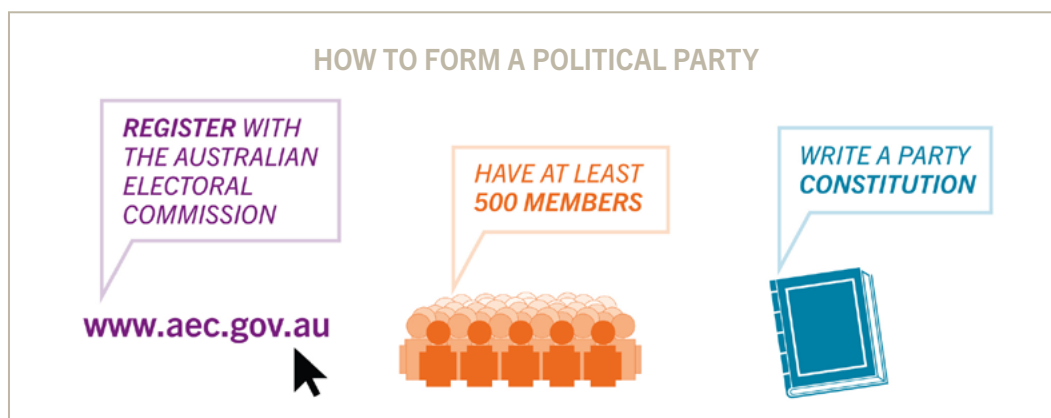 HOW TO FORM A POLITICAL PARTY
REGISTER WITH
THE AUSTRALIAN
ELECTORAL
COMMISSION
www.aec.gov.au
HAVE AT LEAST
500 MEMBERS
WRITE A PARTY
CONSTITUTION